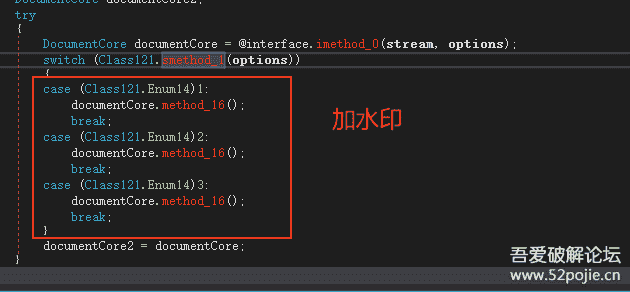 try
{
DocumentCore documentCore = @interface.imethod_0(stream, options);
switch (Class121.smethod_1(options))
{
case (Class121.Enum14)1:
documentCore.method_16();
break;
case (Class121.Enum14)2:
documentCore.method_16();
break;
case (Class121.Enum14)3:
documentCore.method_16();
break;
}
documentCore2 = documentCore;
}
加水印
吾爱破解论坛
www.52pojie.cn